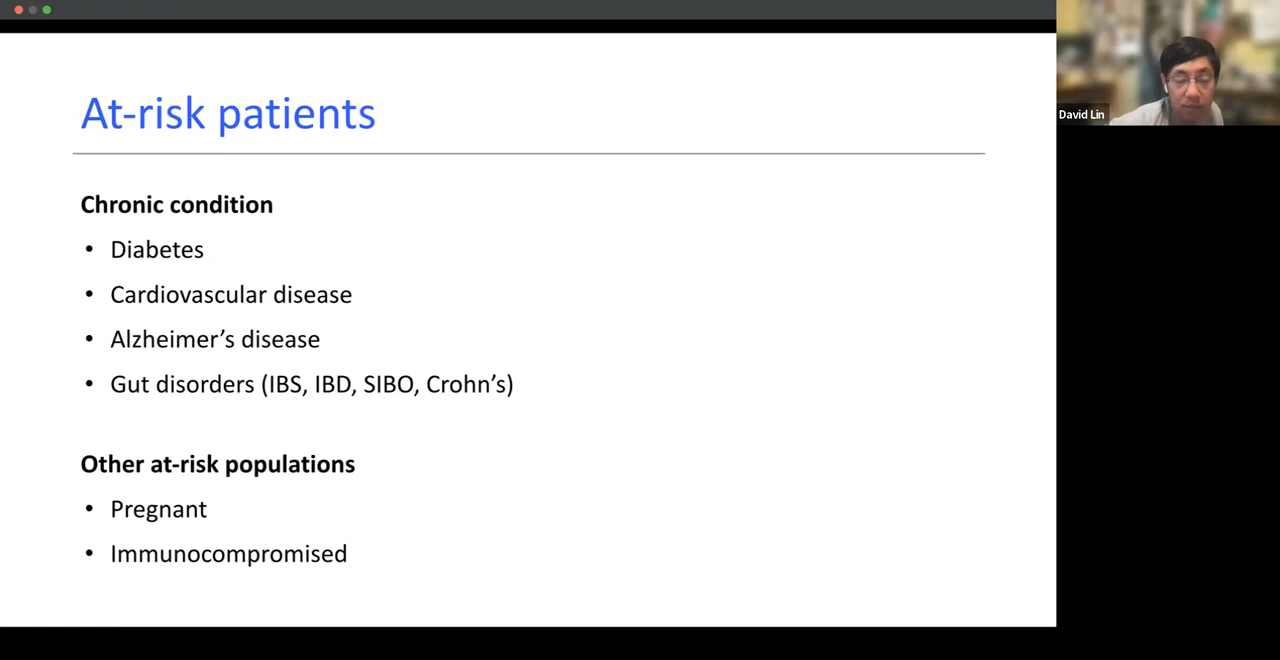 At-risk patients
Chronic condition
• Diabetes
• Cardiovascular disease
• Alzheimer’s disease
• Gut disorders (IBS, IBD, SIBO, Crohn’s)
Other at-risk populations
• Pregnant
• Immunocompromised
David Lin